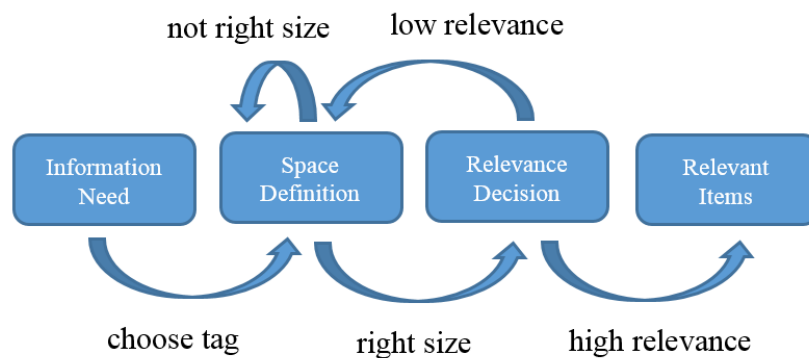 not right size
low relevance
Information
Need
Space
Definition
Relevance
Decision
Relevant
Items
choose tag
right size
high relevance